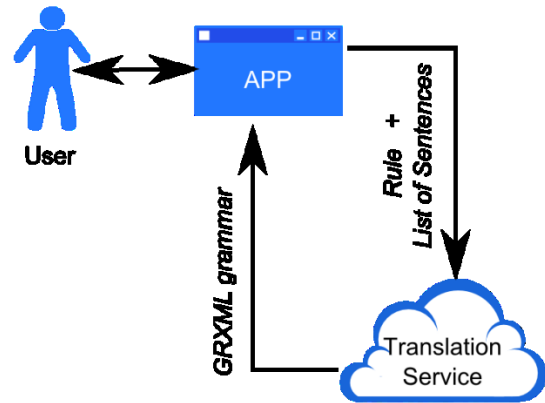 APP
User
Rule +
List of Sentences
GRXML grammar
Translation
Service